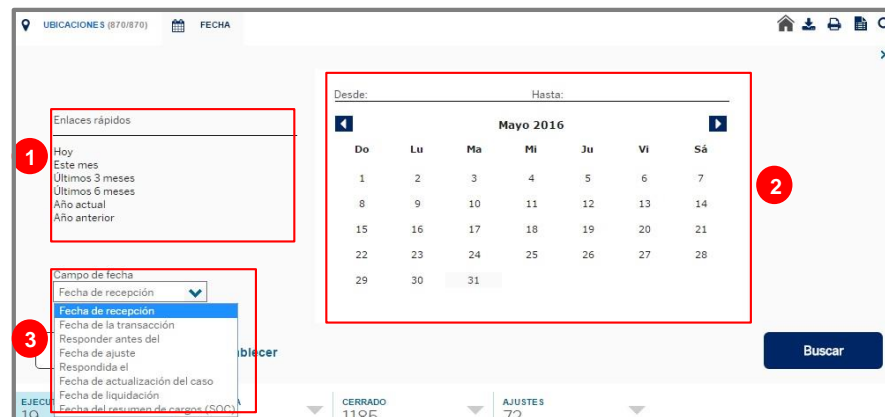 UBICACIONES (870/870) FECHA
Desde: Hasta:
Enlaces rápidos
Mayo 2016
1
Hoy
Este mes
Últimos 3 meses
Últimos 6 meses
Año actual
Año anterior
Do Lu Ma Mi Ju Vi Sá
1 2 3 4 5 6 7
8 9 10 11 12 13 14
15 16 17 18 19 20 21
22 23 24 25 26 27 28
29 30 31
2
Campo de fecha
Fecha de recepción
Fecha de recepción
Fecha de la transacción
Responder antes del
Fecha de ajuste
Respondida el
Fecha de actualización del caso
Fecha de liquidación
Fecha del resumen de cargos (SOC)
3
blecer
Buscar
EJECU A CERRADO AJUSTES
19 1185 72